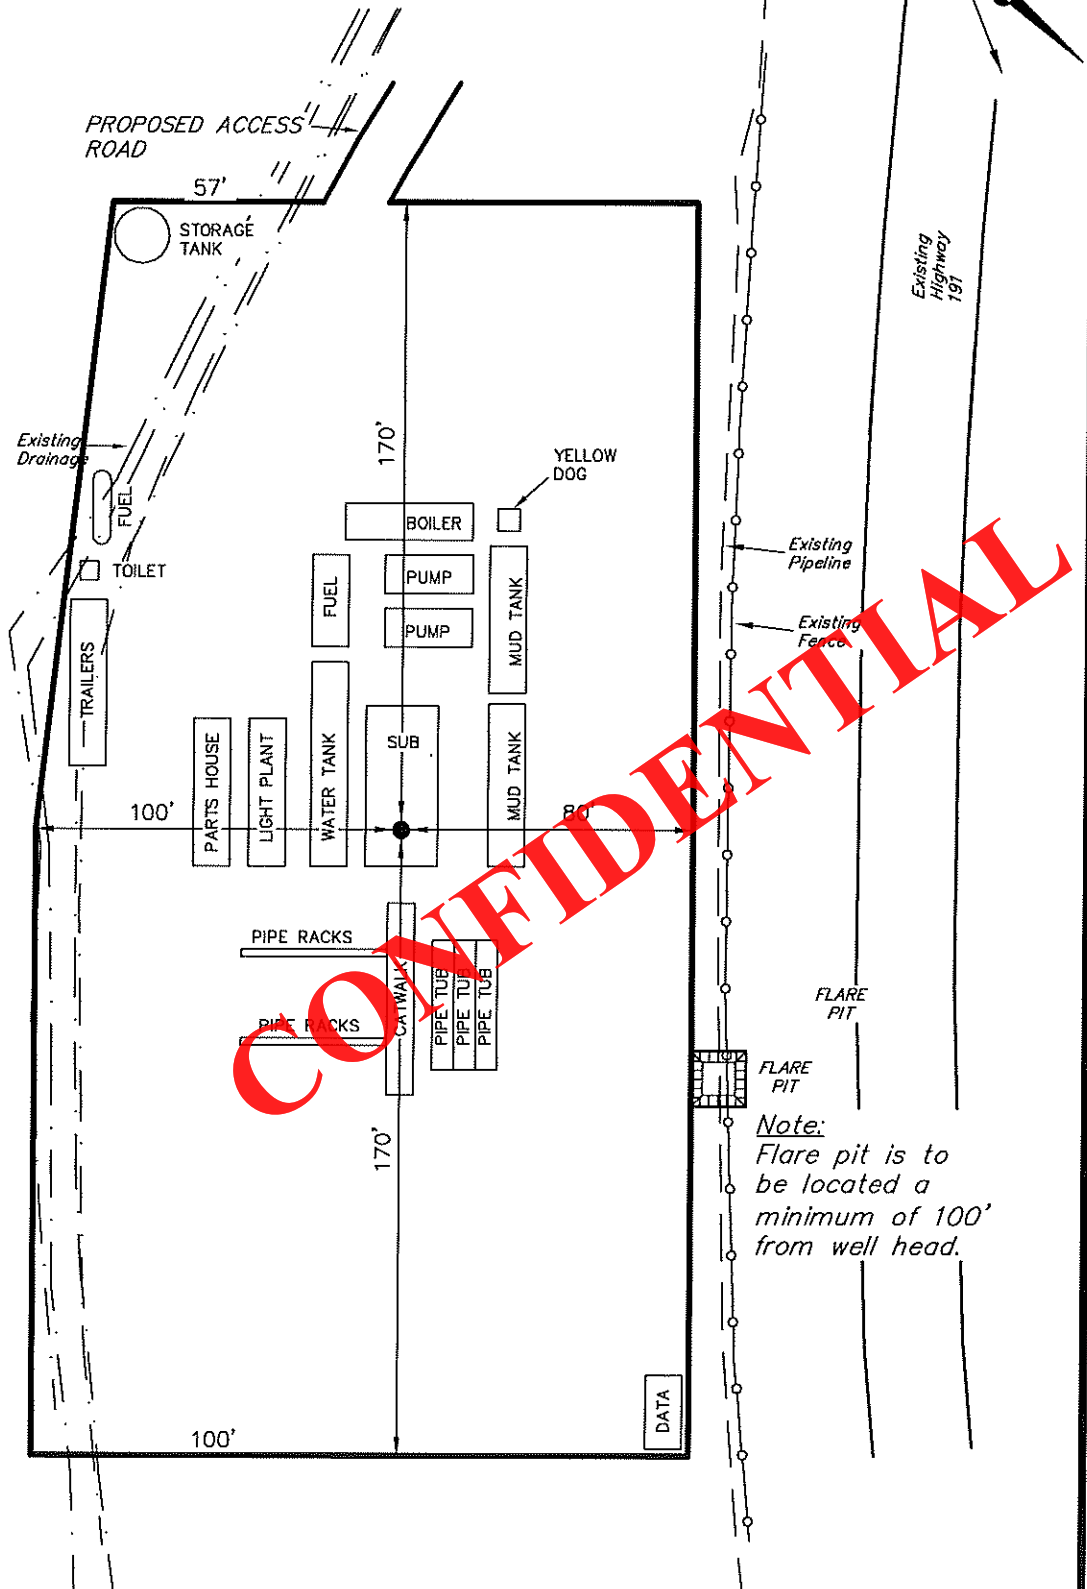 PROPOSED ACCESS
ROAD
57'
STORAGE
TANK
Existing
Highway
191
170'
Existing
Drainage
FUEL
TOILET
YELLOW
DOG
BOILER
PUMP
PUMP
FUEL
MUD TANK
Existing
Pipeline
Existing
Fence
TRAILERS
PARTS HOUSE
LIGHT PLANT
WATER TANK
SUB
MUD TANK
100'
80'
CONFIDENTIAL
PIPE RACKS
PIPE RACKS
CATWALK
PIPE TUB
PIPE TUB
PIPE TUB
FLARE
PIT
FLARE
PIT
Note:
Flare pit is to
be located a
minimum of 100'
from well head.
170'
DATA
100'